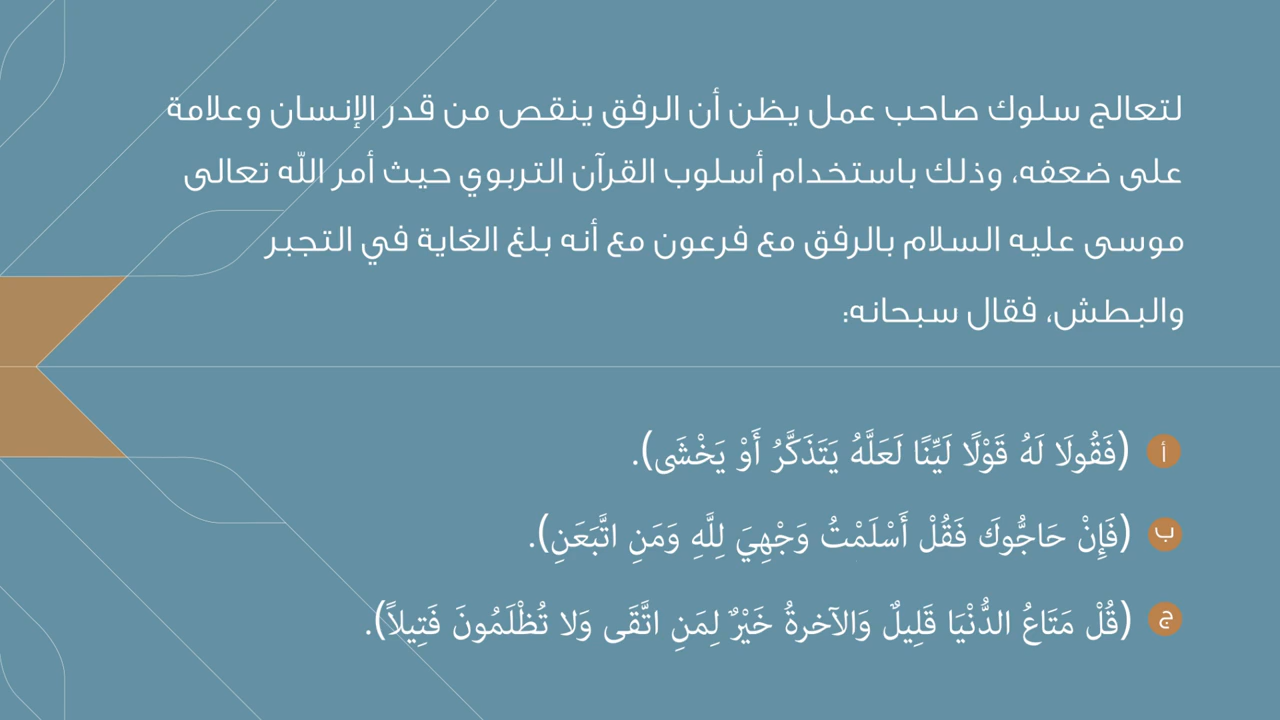 لتعالج سلوك صاحب عمل يظن أن الرفق ينقص من قدر الإنسان وعلامة
على ضعفه، وذلك باستخدام أسلوب القرآن التربوي حيث أمر اللّه تعالى
موسى عليه السلام بالرفق مع فرعون مع أنه بلغ الغاية في التجبر
والبطش، فقال سبحانه:
أ (فَقُولَا لَهُ قَوْلًا لَيِّنًا لَعَلَّهُ يَتَذَكَّرُ أَوْ يَخْشَى).
ب (فَإِنْ حَاجُّوكَ فَقُلْ أَسْلَمْتُ وَجْهِيَ لِلَّهِ وَمَنِ اتَّبَعَنِ).
ج (قُلْ مَتَاعُ الدُّنْيَا قَلِيلٌ وَالآخرةُ خَيْرٌ لِمَنِ اتَّقَى وَلا تُظْلَمُونَ فَتِيلاً).